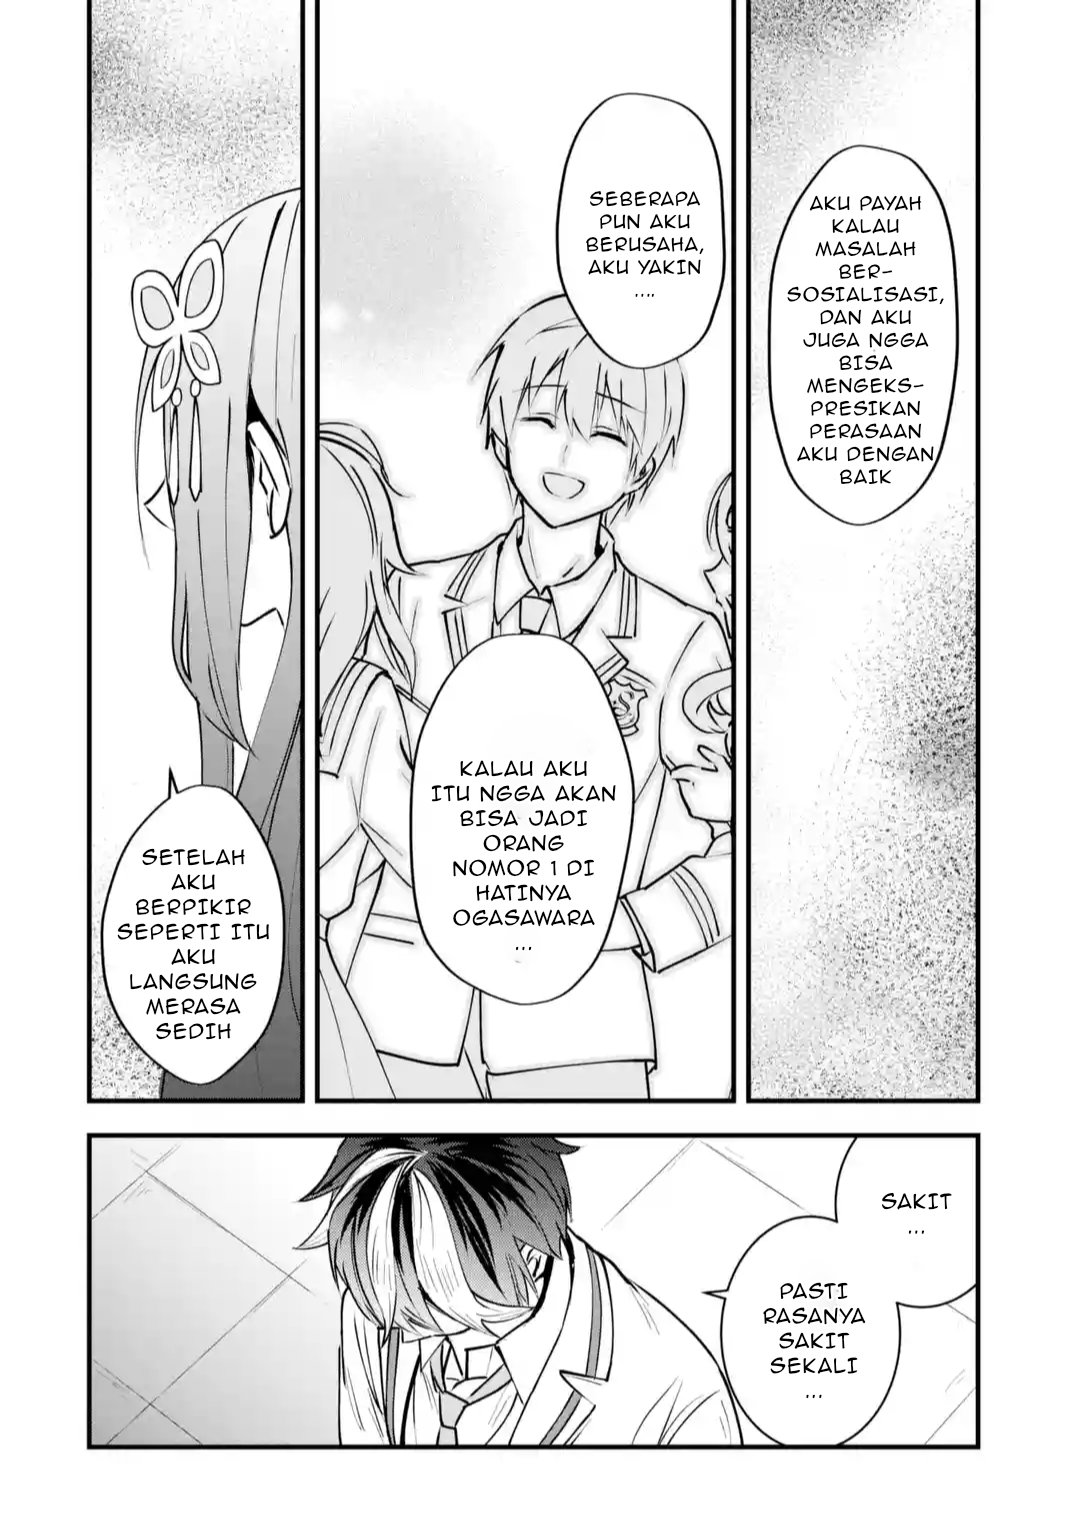 AKU PAYAH
KALAU
MASALAH
BER-
SOSIALISASI,
DAN AKU
JUGA NGGA
BISA
MENGEKS-
PRESIKAN
PERASAAN
AKU DENGAN
BAIK
SEBERAPA
PUN AKU
BERUSAHA,
AKU YAKIN
....
KALAU AKU
ITU NGGA AKAN
BISA JADI
ORANG
NOMOR 1 DI
HATINYA
OGASAWARA
...
SETELAH
AKU
BERPIKIR
SEPERTI ITU
AKU
LANGSUNG
MERASA
SEDIH
SAKIT
...
PASTI
RASANYA
SAKIT
SEKALI
...